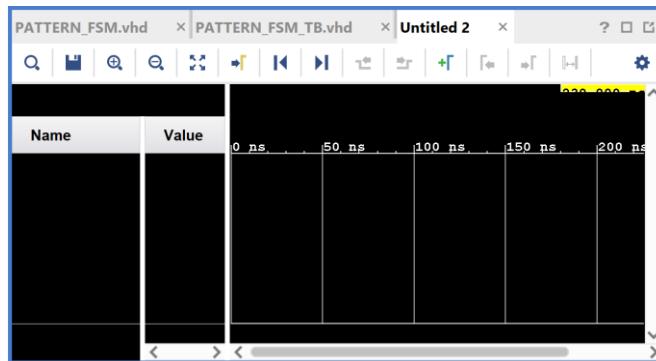 PATTERN_FSM.vhd × PATTERN_FSM_TB.vhd × Untitled 2 × ?
Name Value
0 ns 50 ns 100 ns 150 ns 200 ns